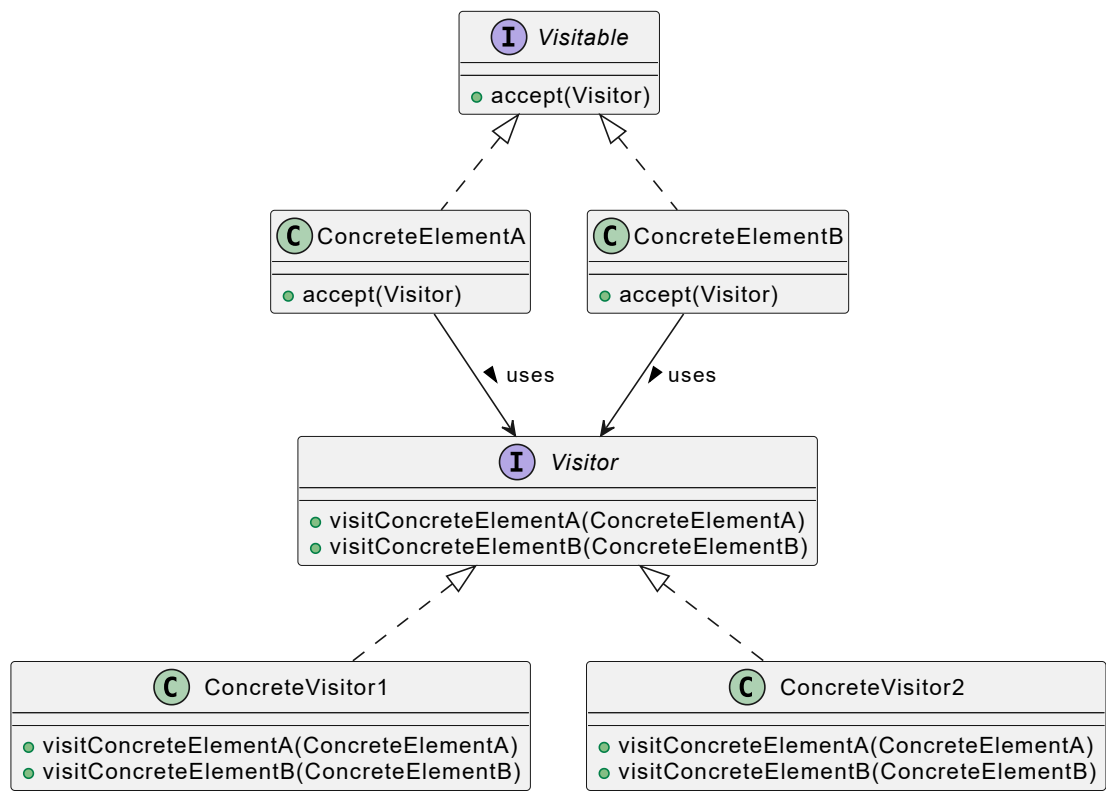 I Visitable
accept(Visitor)
C ConcreteElementA
accept(Visitor)
C ConcreteElementB
accept(Visitor)
uses
uses
I Visitor
visitConcreteElementA(ConcreteElementA)
visitConcreteElementB(ConcreteElementB)
C ConcreteVisitor1
visitConcreteElementA(ConcreteElementA)
visitConcreteElementB(ConcreteElementB)
C ConcreteVisitor2
visitConcreteElementA(ConcreteElementA)
visitConcreteElementB(ConcreteElementB)